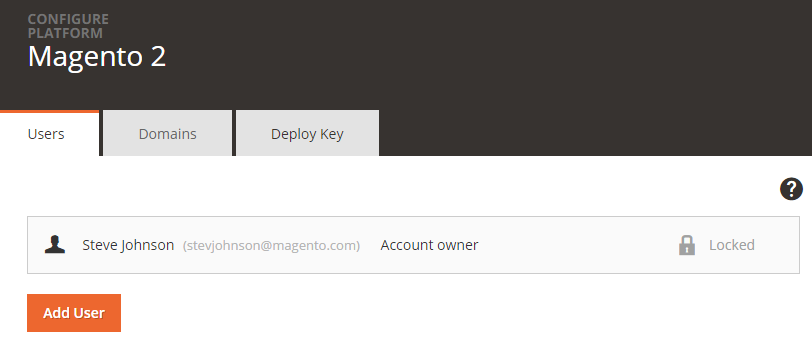 CONFIGURE
PLATFORM
Magento 2
Users Domains Deploy Key
?
Steve Johnson (stevjohnson@magento.com) Account owner Locked
Add User